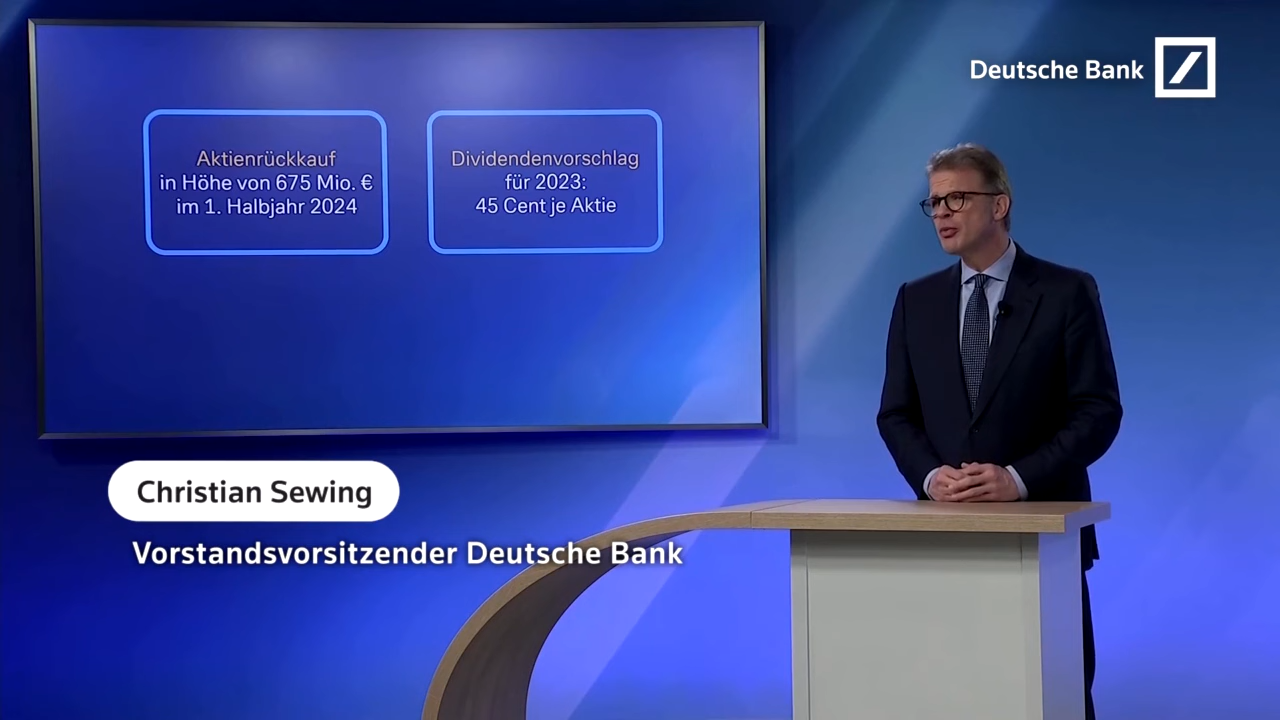 Deutsche Bank
Aktienrückkauf
in Höhe von 675 Mio. €
im 1. Halbjahr 2024
Dividendenvorschlag
für 2023:
45 Cent je Aktie
Christian Sewing
Vorstandsvorsitzender Deutsche Bank